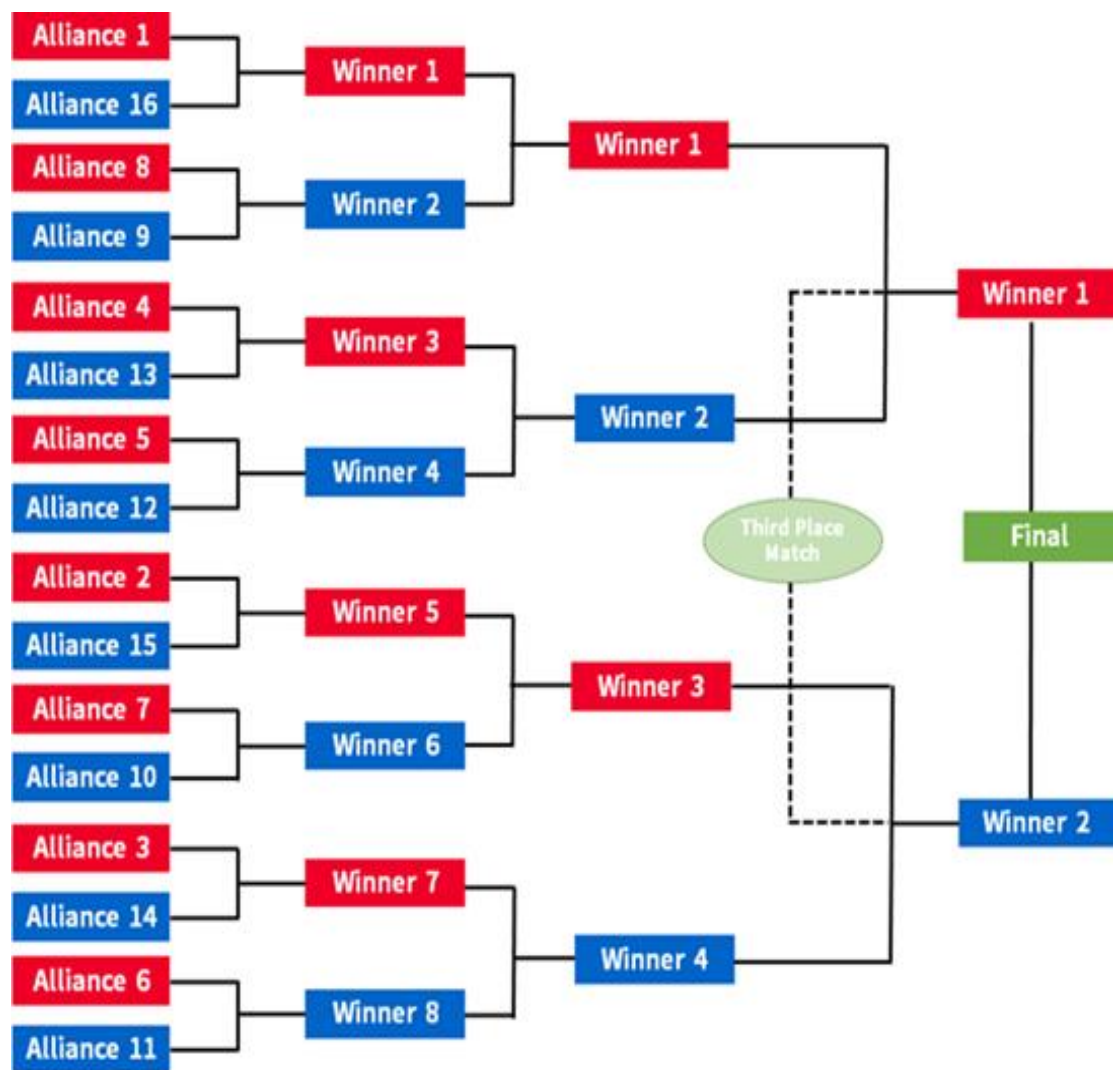 Alliance 1
Alliance 16
Alliance 8
Alliance 9
Alliance 4
Alliance 13
Alliance 5
Alliance 12
Alliance 2
Alliance 15
Alliance 7
Alliance 10
Alliance 3
Alliance 14
Alliance 6
Alliance 11
Winner 1
Winner 2
Winner 3
Winner 4
Winner 5
Winner 6
Winner 7
Winner 8
Winner 1
Winner 2
Winner 3
Winner 4
Third Place
Match
Winner 1
Final
Winner 2